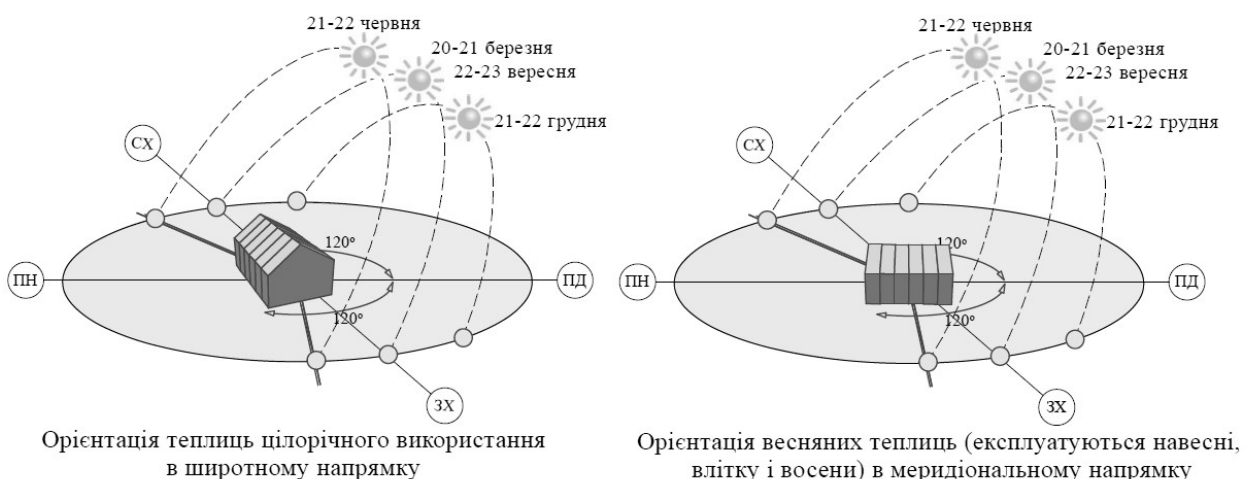 21-22 червня
20-21 березня
22-23 вересня
21-22 грудня
СХ
120°
ПН
ПД
120°
ЗХ
Орієнтація теплиць цілорічного використання
в широтному напрямку
21-22 червня
20-21 березня
22-23 вересня
21-22 грудня
СХ
120°
ПН
ПД
120°
ЗХ
Орієнтація весняних теплиць (експлуатуються навесні,
влітку і восени) в меридіональному напрямку